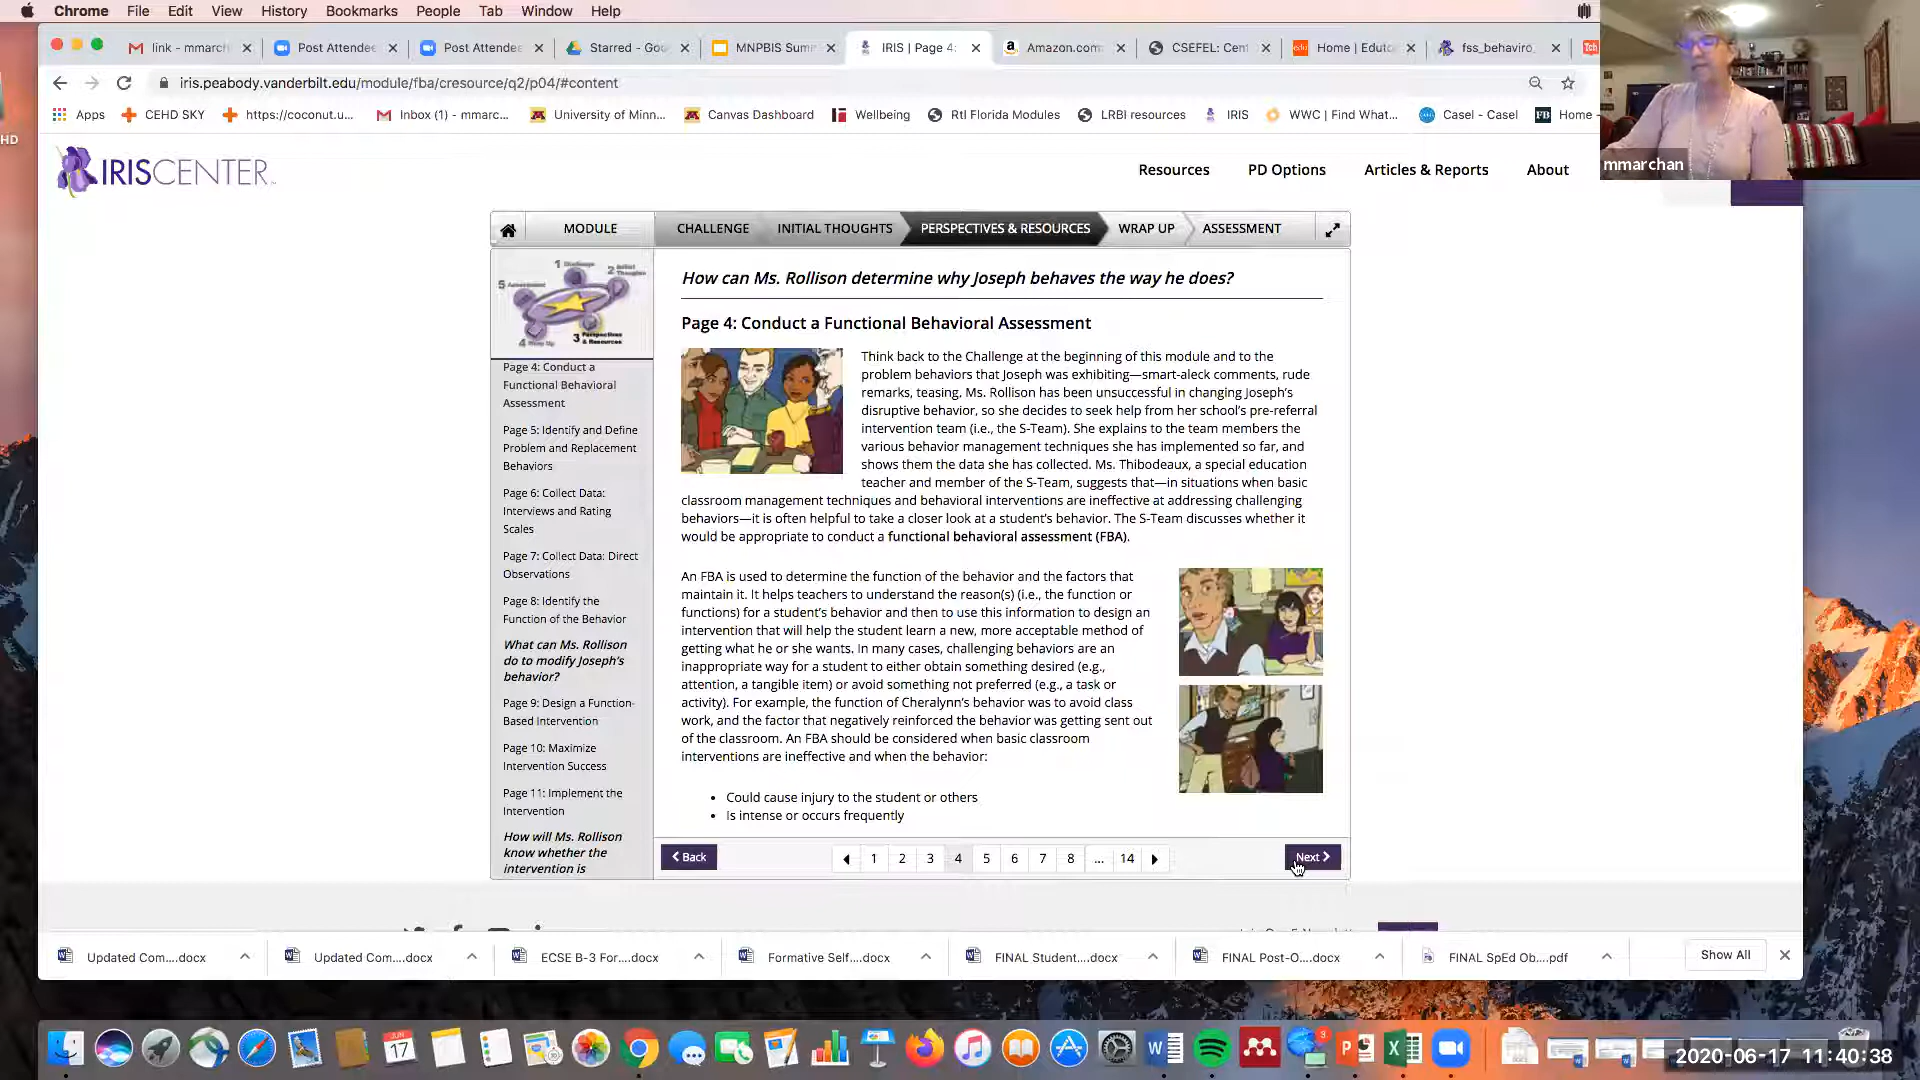 Chrome File Edit View History Bookmarks People Tab Window Help
link - mmarch Post Attende Post Attende Starred - Goo MNPBIS Sum IRIS | Page 4: Amazon.com CSEFEL: Cent Home | Eduto fss_behaviro Tch
iris.peabody.vanderbilt.edu/module/fba/cresource/q2/p04/#content
Apps CEHD SKY https://coconut.u... Inbox (1) - mmarc... University of Minn... Canvas Dashboard Wellbeing RtI Florida Modules LRBI resources IRIS WWC | Find What... Casel - Casel FB Home -
mmarchan
HD
IRISCENTER
Resources PD Options Articles & Reports About
MODULE CHALLENGE INITIAL THOUGHTS PERSPECTIVES & RESOURCES WRAP UP ASSESSMENT
1 Challenge
2 Initial Thoughts
5 Assessment
3 Perspectives & Resources
4 Wrap Up
Page 4: Conduct a
Functional Behavioral
Assessment
Page 5: Identify and Define
Problem and Replacement
Behaviors
Page 6: Collect Data:
Interviews and Rating
Scales
Page 7: Collect Data: Direct
Observations
Page 8: Identify the
Function of the Behavior
What can Ms. Rollison
do to modify Joseph's
behavior?
Page 9: Design a Function-
Based Intervention
Page 10: Maximize
Intervention Success
Page 11: Implement the
Intervention
How will Ms. Rollison
know whether the
intervention is
How can Ms. Rollison determine why Joseph behaves the way he does?
Page 4: Conduct a Functional Behavioral Assessment
Think back to the Challenge at the beginning of this module and to the
problem behaviors that Joseph was exhibiting—smart-aleck comments, rude
remarks, teasing. Ms. Rollison has been unsuccessful in changing Joseph's
disruptive behavior, so she decides to seek help from her school's pre-referral
intervention team (i.e., the S-Team). She explains to the team members the
various behavior management techniques she has implemented so far, and
shows them the data she has collected. Ms. Thibodeaux, a special education
teacher and member of the S-Team, suggests that—in situations when basic
classroom management techniques and behavioral interventions are ineffective at addressing challenging
behaviors—it is often helpful to take a closer look at a student's behavior. The S-Team discusses whether it
would be appropriate to conduct a functional behavioral assessment (FBA).
An FBA is used to determine the function of the behavior and the factors that
maintain it. It helps teachers to understand the reason(s) (i.e., the function or
functions) for a student's behavior and then to use this information to design an
intervention that will help the student learn a new, more acceptable method of
getting what he or she wants. In many cases, challenging behaviors are an
inappropriate way for a student to either obtain something desired (e.g.,
attention, a tangible item) or avoid something not preferred (e.g., a task or
activity). For example, the function of Cheralynn's behavior was to avoid class
work, and the factor that negatively reinforced the behavior was getting sent out
of the classroom. An FBA should be considered when basic classroom
interventions are ineffective and when the behavior:
• Could cause injury to the student or others
• Is intense or occurs frequently
Back 1 2 3 4 5 6 7 8 ... 14 Next
Updated Com....docx Updated Com....docx ECSE B-3 For....docx Formative Self....docx FINAL Student....docx FINAL Post-O....docx FINAL SpEd Ob....pdf Show All
JUN
17
3
2020-06-17 11:40:38